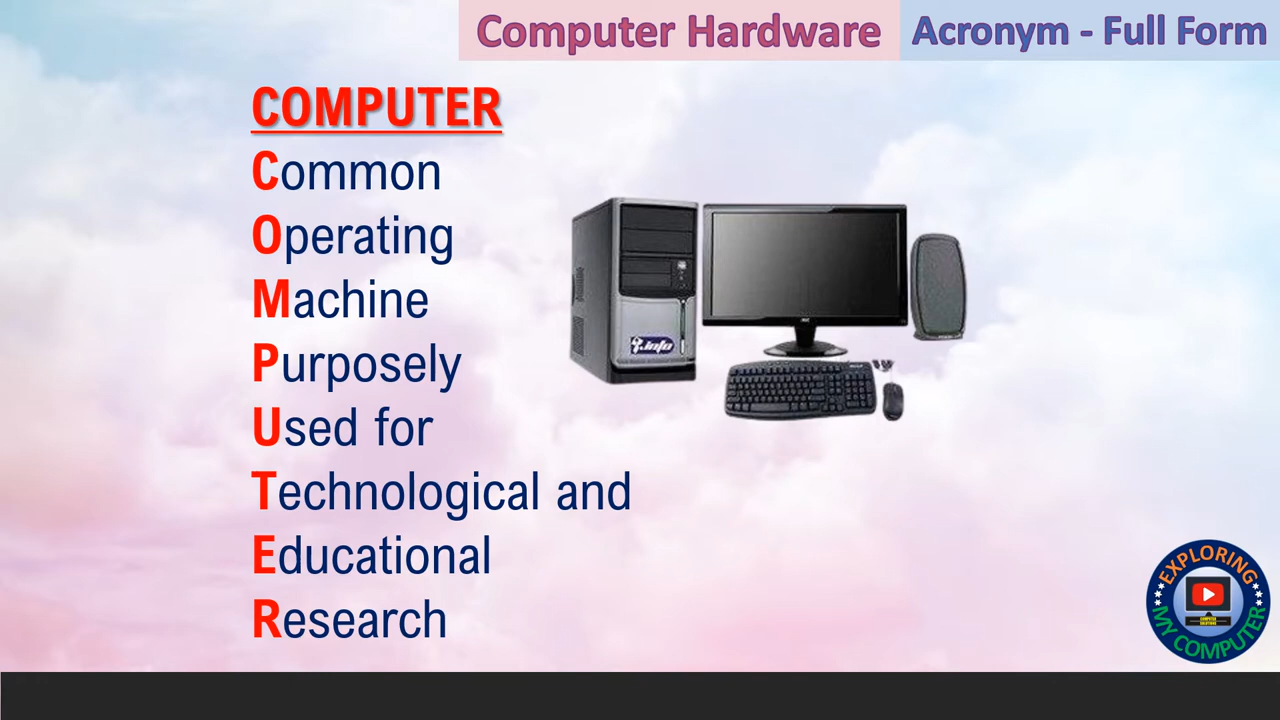 Computer Hardware
Acronym - Full Form
COMPUTER
Common
Operating
Machine
Purposely
Used for
Technological and
Educational
Research
.info
EXPLORING
MY COMPUTER